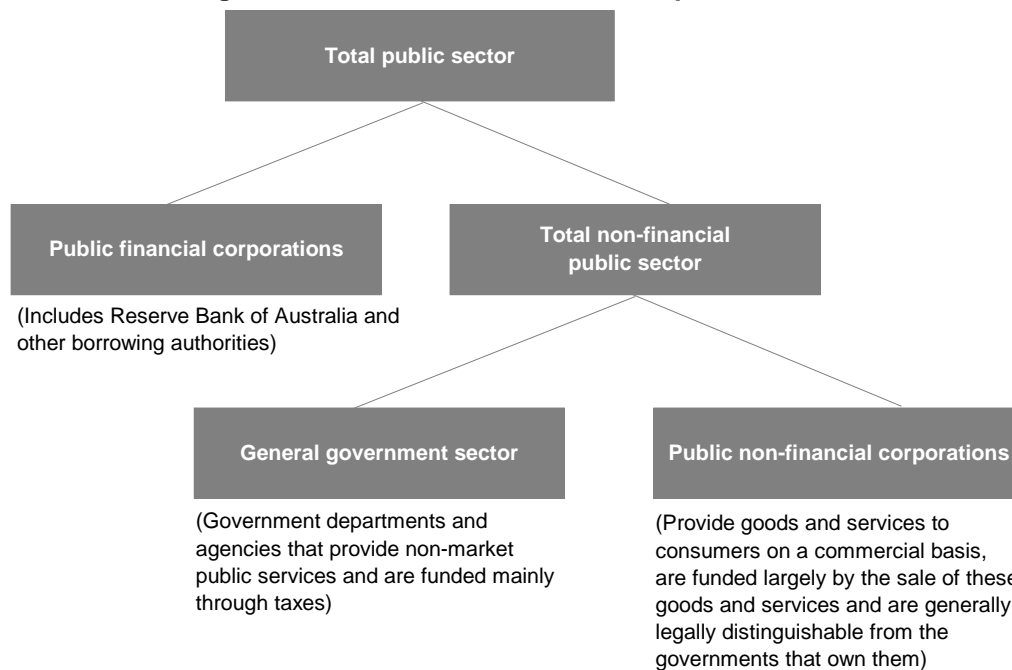 Total public sector
Public financial corporations
Total non-financial
public sector
(Includes Reserve Bank of Australia and
other borrowing authorities)
General government sector
Public non-financial corporations
(Government departments and
agencies that provide non-market
public services and are funded mainly
through taxes)
(Provide goods and services to
consumers on a commercial basis,
are funded largely by the sale of these
goods and services and are generally
legally distinguishable from the
governments that own them)